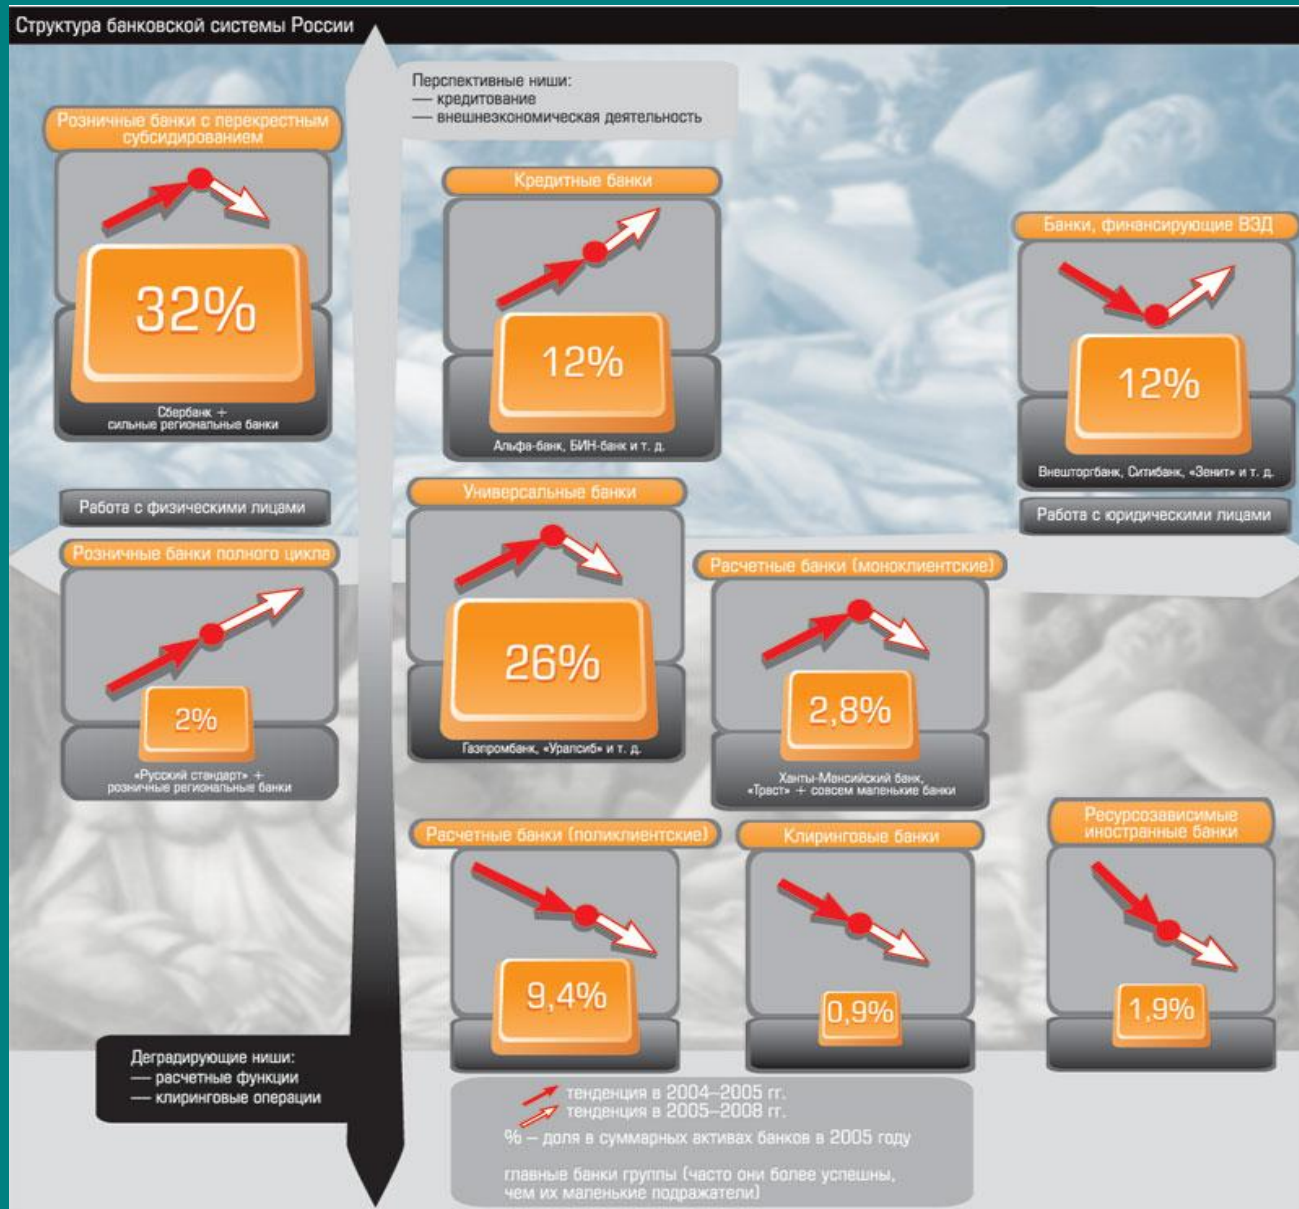 Структура банковской системы России
Перспективные ниши:
— кредитование
— внешнеэкономическая деятельность
Розничные банки с перекрестным
субсидированием
32%
Сбербанк +
сильные региональные банки
Кредитные банки
12%
Альфа-банк, БИН-банк и т. д.
Банки, финансирующие ВЭД
12%
Внешторгбанк, Ситибанк, «Зенит» и т. д.
Работа с физическими лицами
Работа с юридическими лицами
Розничные банки полного цикла
2%
«Русский стандарт» +
розничные региональные банки
Универсальные банки
26%
Газпромбанк, «Уралсиб» и т. д.
Расчетные банки (моноклиентские)
2,8%
Ханты-Мансийский банк,
«Траст» + совсем маленькие банки
Расчетные банки (поликлиентские)
9,4%
Клиринговые банки
0,9%
Ресурсозависимые
иностранные банки
1,9%
Деградирующие ниши:
— расчетные функции
— клиринговые операции
тенденция в 2004–2005 гг.
тенденция в 2005–2008 гг.
% – доля в суммарных активах банков в 2005 году
главные банки группы (часто они более успешны,
чем их маленькие подражатели)